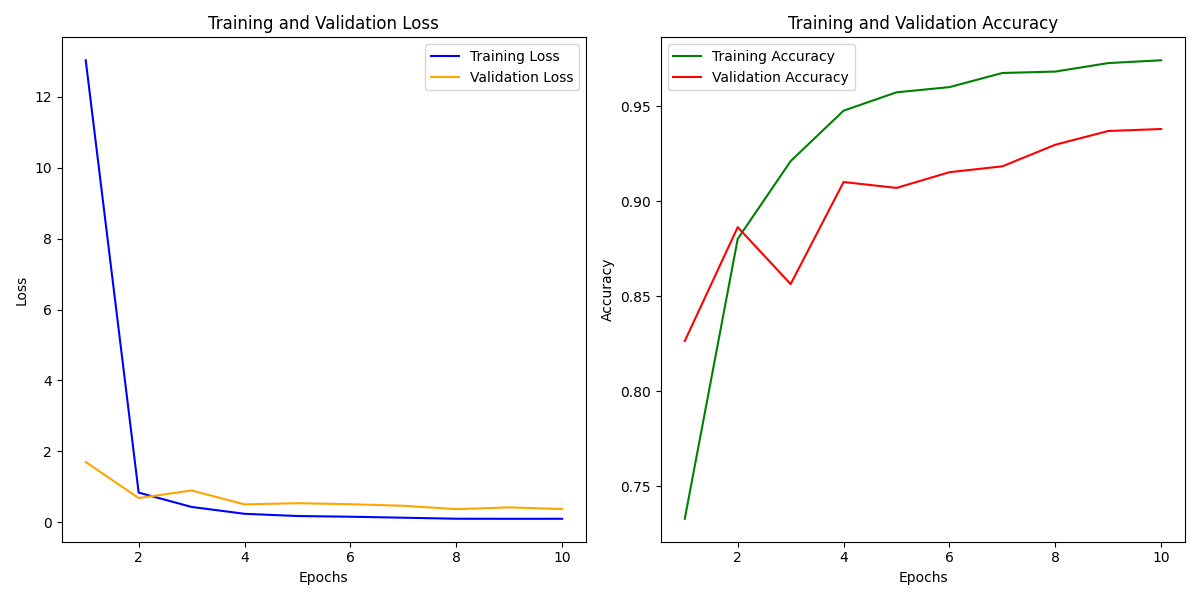 Training and Validation Loss
Training Loss
Validation Loss
12
10
8
6
4
2
0
Loss
2
4
6
8
10
Epochs
Training and Validation Accuracy
Training Accuracy
Validation Accuracy
0.95
0.90
0.85
0.80
0.75
Accuracy
2
4
6
8
10
Epochs